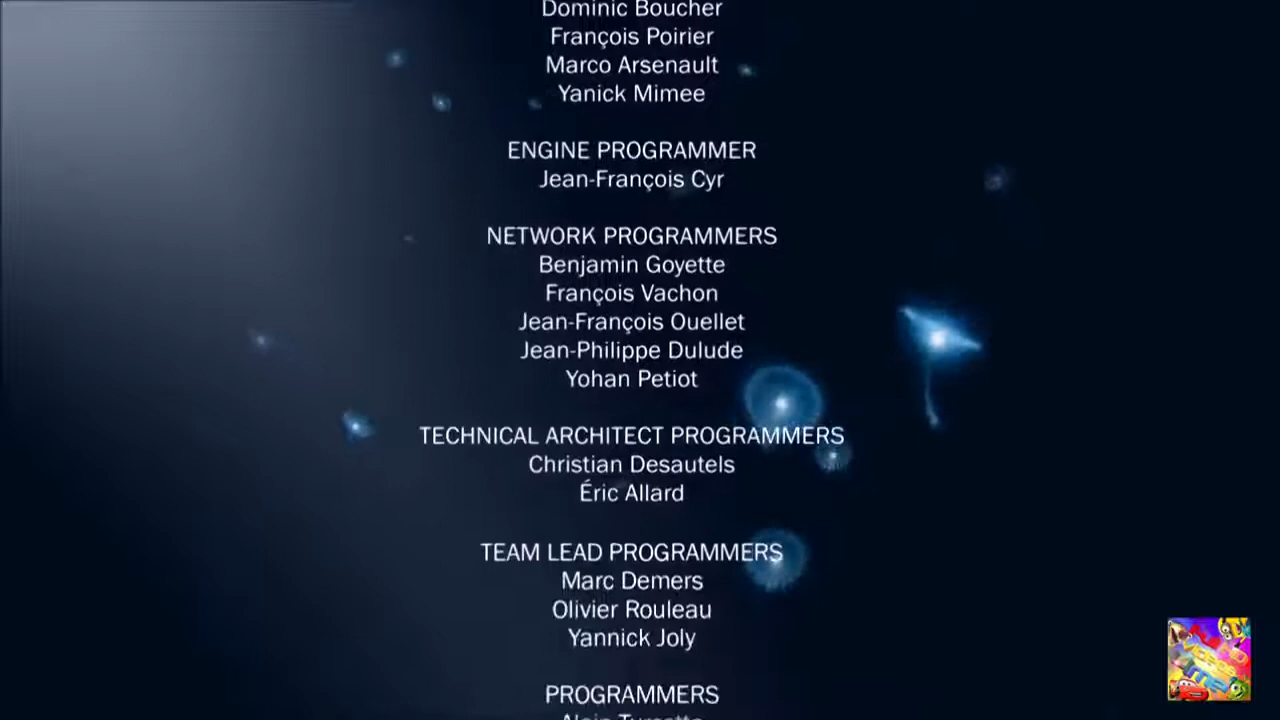 Dominic Boucher
François Poirier
Marco Arsenault
Yanick Mimee
ENGINE PROGRAMMER
Jean-François Cyr
NETWORK PROGRAMMERS
Benjamin Goyette
François Vachon
Jean-François Ouellet
Jean-Philippe Dulude
Yohan Petiot
TECHNICAL ARCHITECT PROGRAMMERS
Christian Desautels
Éric Allard
TEAM LEAD PROGRAMMERS
Marc Demers
Olivier Rouleau
Yannick Joly
PROGRAMMERS